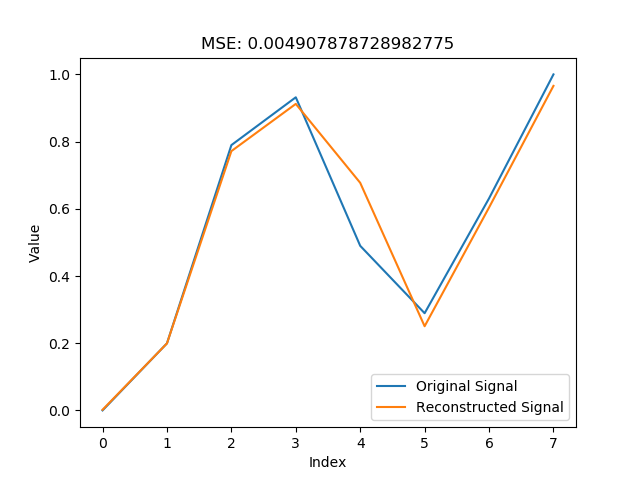 MSE: 0.004907878728982775
1.0
0.8
0.6
0.4
0.2
0.0
Value
0 1 2 3 4 5 6 7
Index
Original Signal
Reconstructed Signal